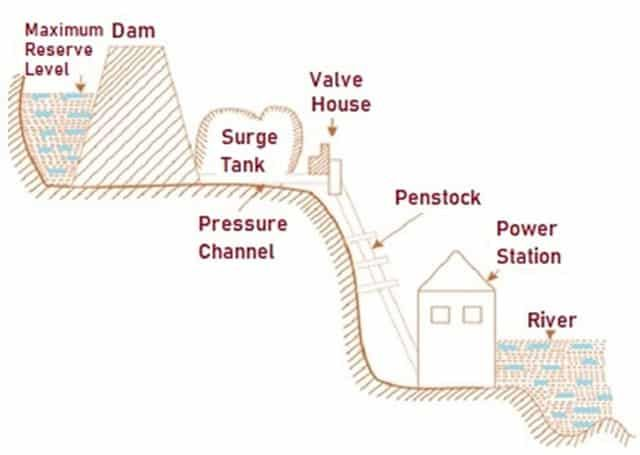 Maximum
Reserve
Level
Dam
Valve
House
Surge
Tank
Pressure
Channel
Penstock
Power
Station
River